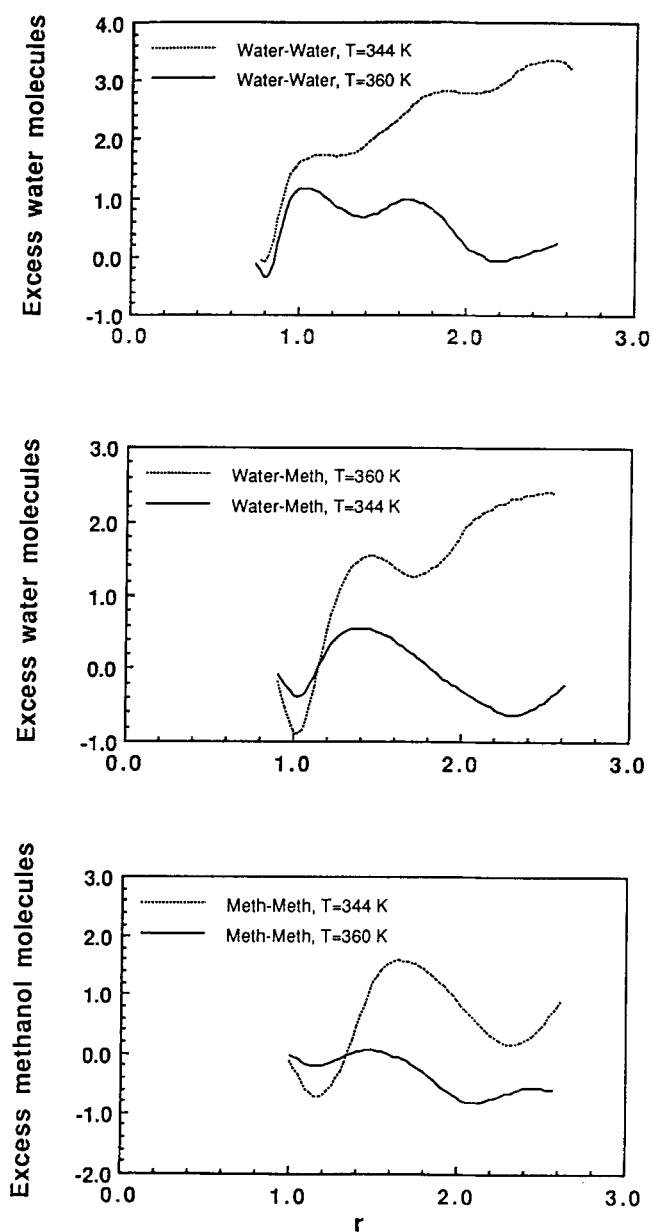 4.0
Water-Water, T=344 K
Water-Water, T=360 K
3.0
2.0
1.0
0.0
-1.0
Excess water molecules
0.0 1.0 2.0 3.0
3.0
Water-Meth, T=360 K
Water-Meth, T=344 K
2.0
1.0
0.0
-1.0
Excess water molecules
0.0 1.0 2.0 3.0
3.0
Meth-Meth, T=344 K
Meth-Meth, T=360 K
2.0
1.0
0.0
-1.0
-2.0
Excess methanol molecules
0.0 1.0 2.0 3.0
r